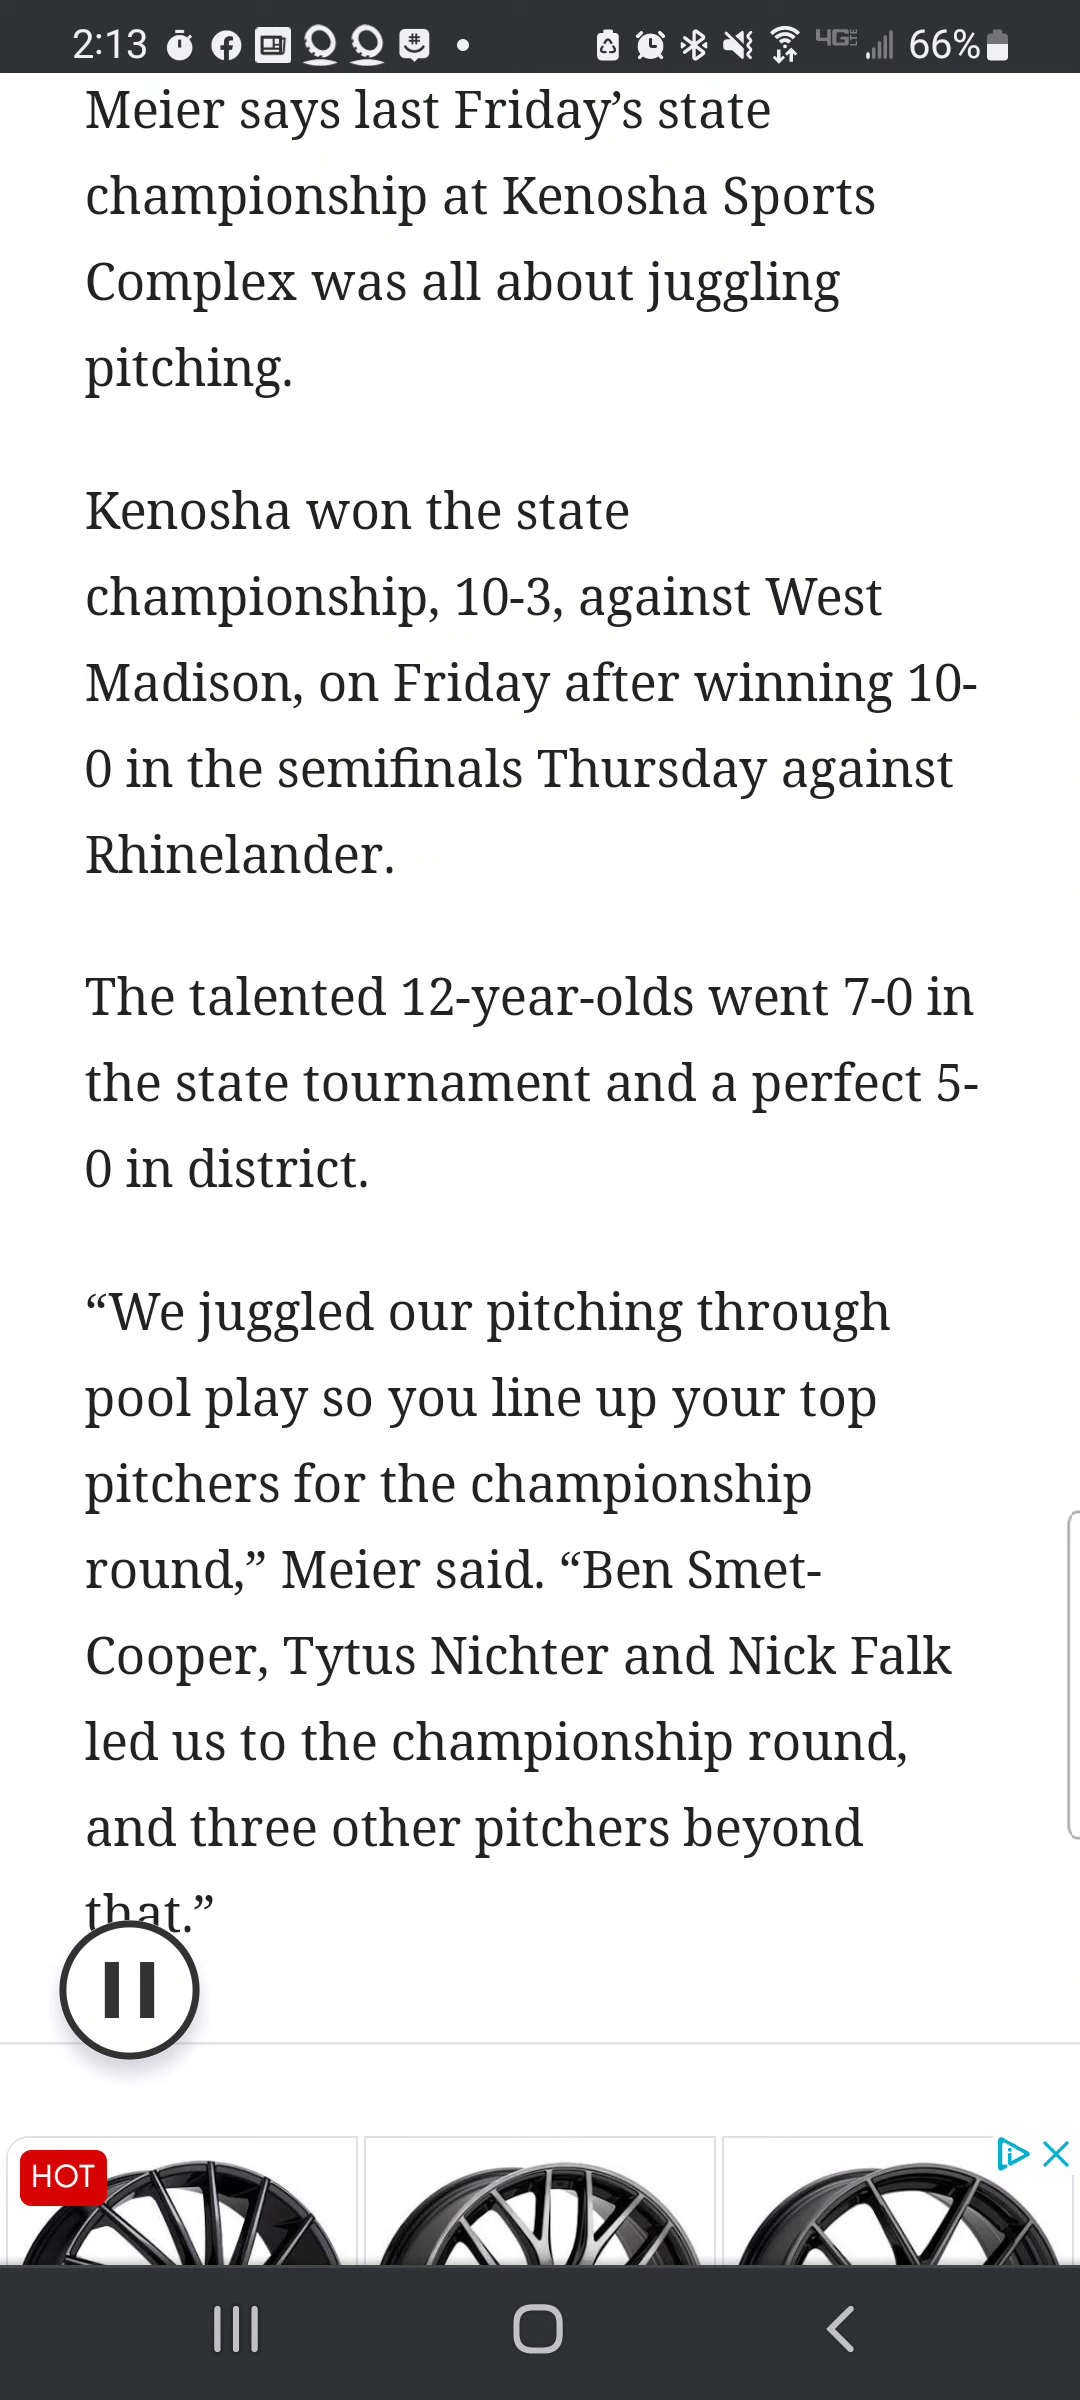 2:13
4G LTE
66%
Meier says last Friday’s state
championship at Kenosha Sports
Complex was all about juggling
pitching.
Kenosha won the state
championship, 10-3, against West
Madison, on Friday after winning 10-
0 in the semifinals Thursday against
Rhinelander.
The talented 12-year-olds went 7-0 in
the state tournament and a perfect 5-
0 in district.
“We juggled our pitching through
pool play so you line up your top
pitchers for the championship
round,” Meier said. “Ben Smet-
Cooper, Tytus Nichter and Nick Falk
led us to the championship round,
and three other pitchers beyond
that.”
HOT